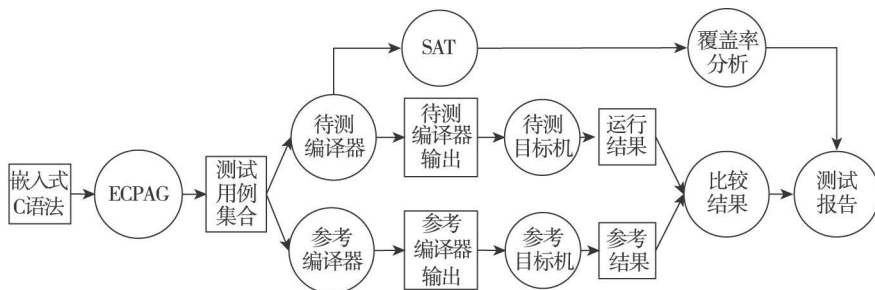 SAT
覆盖率
分析
待测
编译器
待测
编译器
输出
待测
目标机
运行
结果
嵌入式
C语法
ECPAG
测试
用例
集合
比较
结果
测试
报告
参考
编译器
参考
编译器
输出
参考
目标机
参考
结果